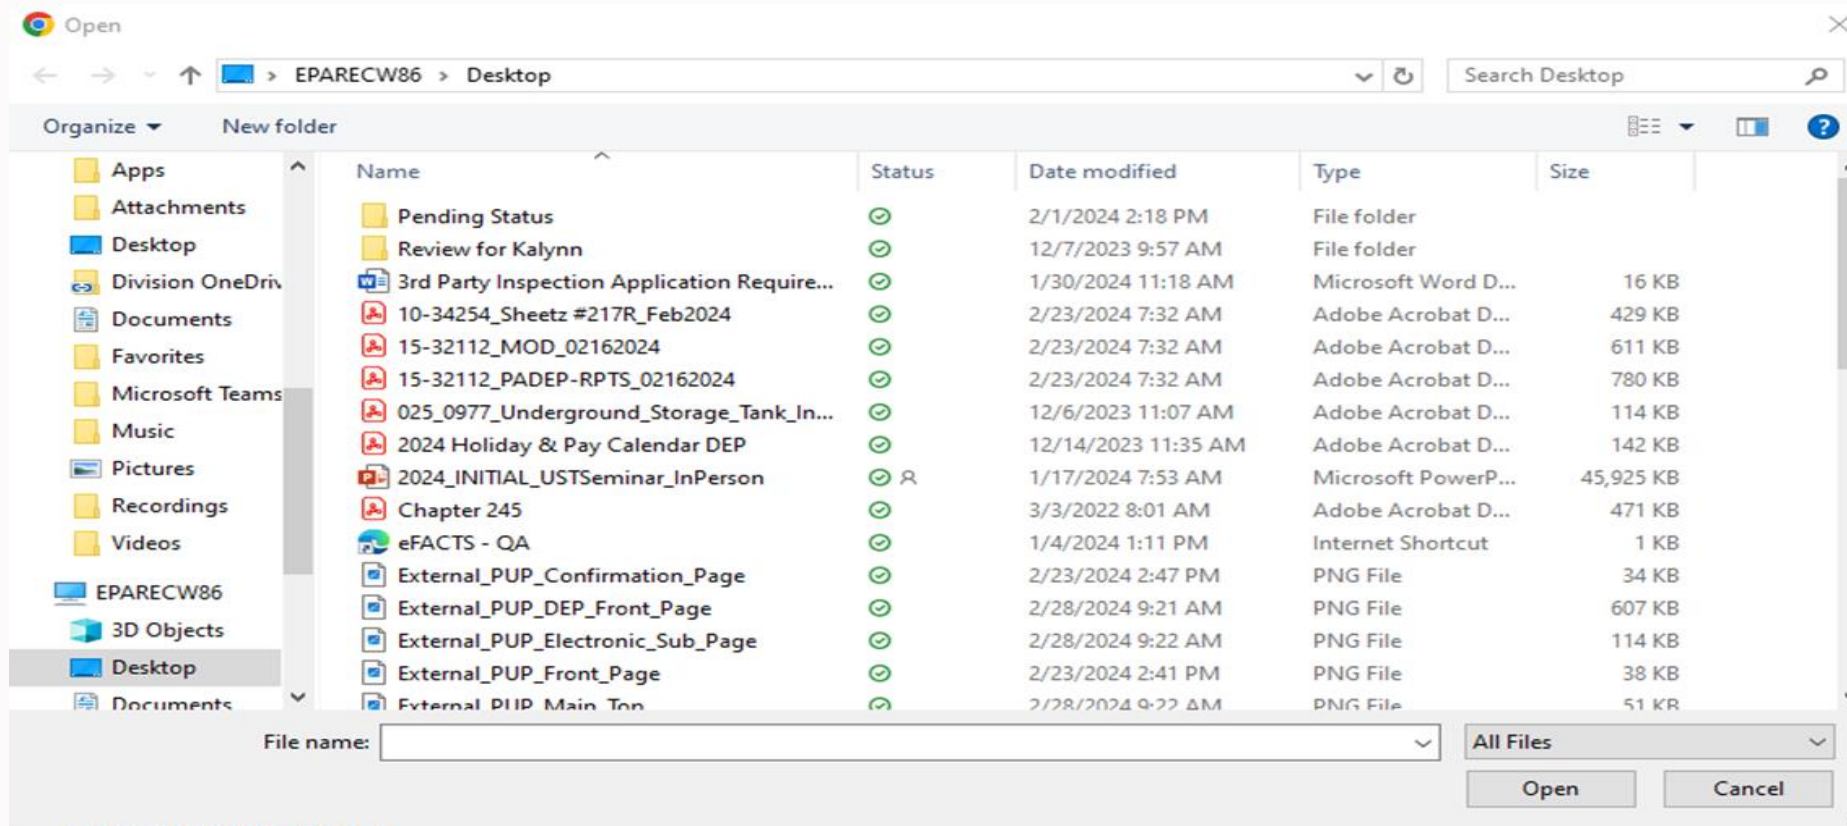 Open
EPARECW86 > Desktop
Search Desktop
Organize
New folder
Apps
Attachments
Desktop
Division OneDriv
Documents
Favorites
Microsoft Teams
Music
Pictures
Recordings
Videos
EPARECW86
3D Objects
Desktop
Documents
Name Status Date modified Type Size
Pending Status 2/1/2024 2:18 PM File folder
Review for Kalynn 12/7/2023 9:57 AM File folder
3rd Party Inspection Application Require... 1/30/2024 11:18 AM Microsoft Word D... 16 KB
10-34254_Sheetz #217R_Feb2024 2/23/2024 7:32 AM Adobe Acrobat D... 429 KB
15-32112_MOD_02162024 2/23/2024 7:32 AM Adobe Acrobat D... 611 KB
15-32112_PADEP-RPTS_02162024 2/23/2024 7:32 AM Adobe Acrobat D... 780 KB
025_0977_Underground_Storage_Tank_In... 12/6/2023 11:07 AM Adobe Acrobat D... 114 KB
2024 Holiday & Pay Calendar DEP 12/14/2023 11:35 AM Adobe Acrobat D... 142 KB
2024_INITIAL_USTSeminar_InPerson 1/17/2024 7:53 AM Microsoft PowerP... 45,925 KB
Chapter 245 3/3/2022 8:01 AM Adobe Acrobat D... 471 KB
eFACTS - QA 1/4/2024 1:11 PM Internet Shortcut 1 KB
External_PUP_Confirmation_Page 2/23/2024 2:47 PM PNG File 34 KB
External_PUP_DEP_Front_Page 2/28/2024 9:21 AM PNG File 607 KB
External_PUP_Electronic_Sub_Page 2/28/2024 9:22 AM PNG File 114 KB
External_PUP_Front_Page 2/23/2024 2:41 PM PNG File 38 KB
External_PUP_Main_Top 2/28/2024 9:22 AM PNG File 51 KB
File name:
All Files
Open
Cancel